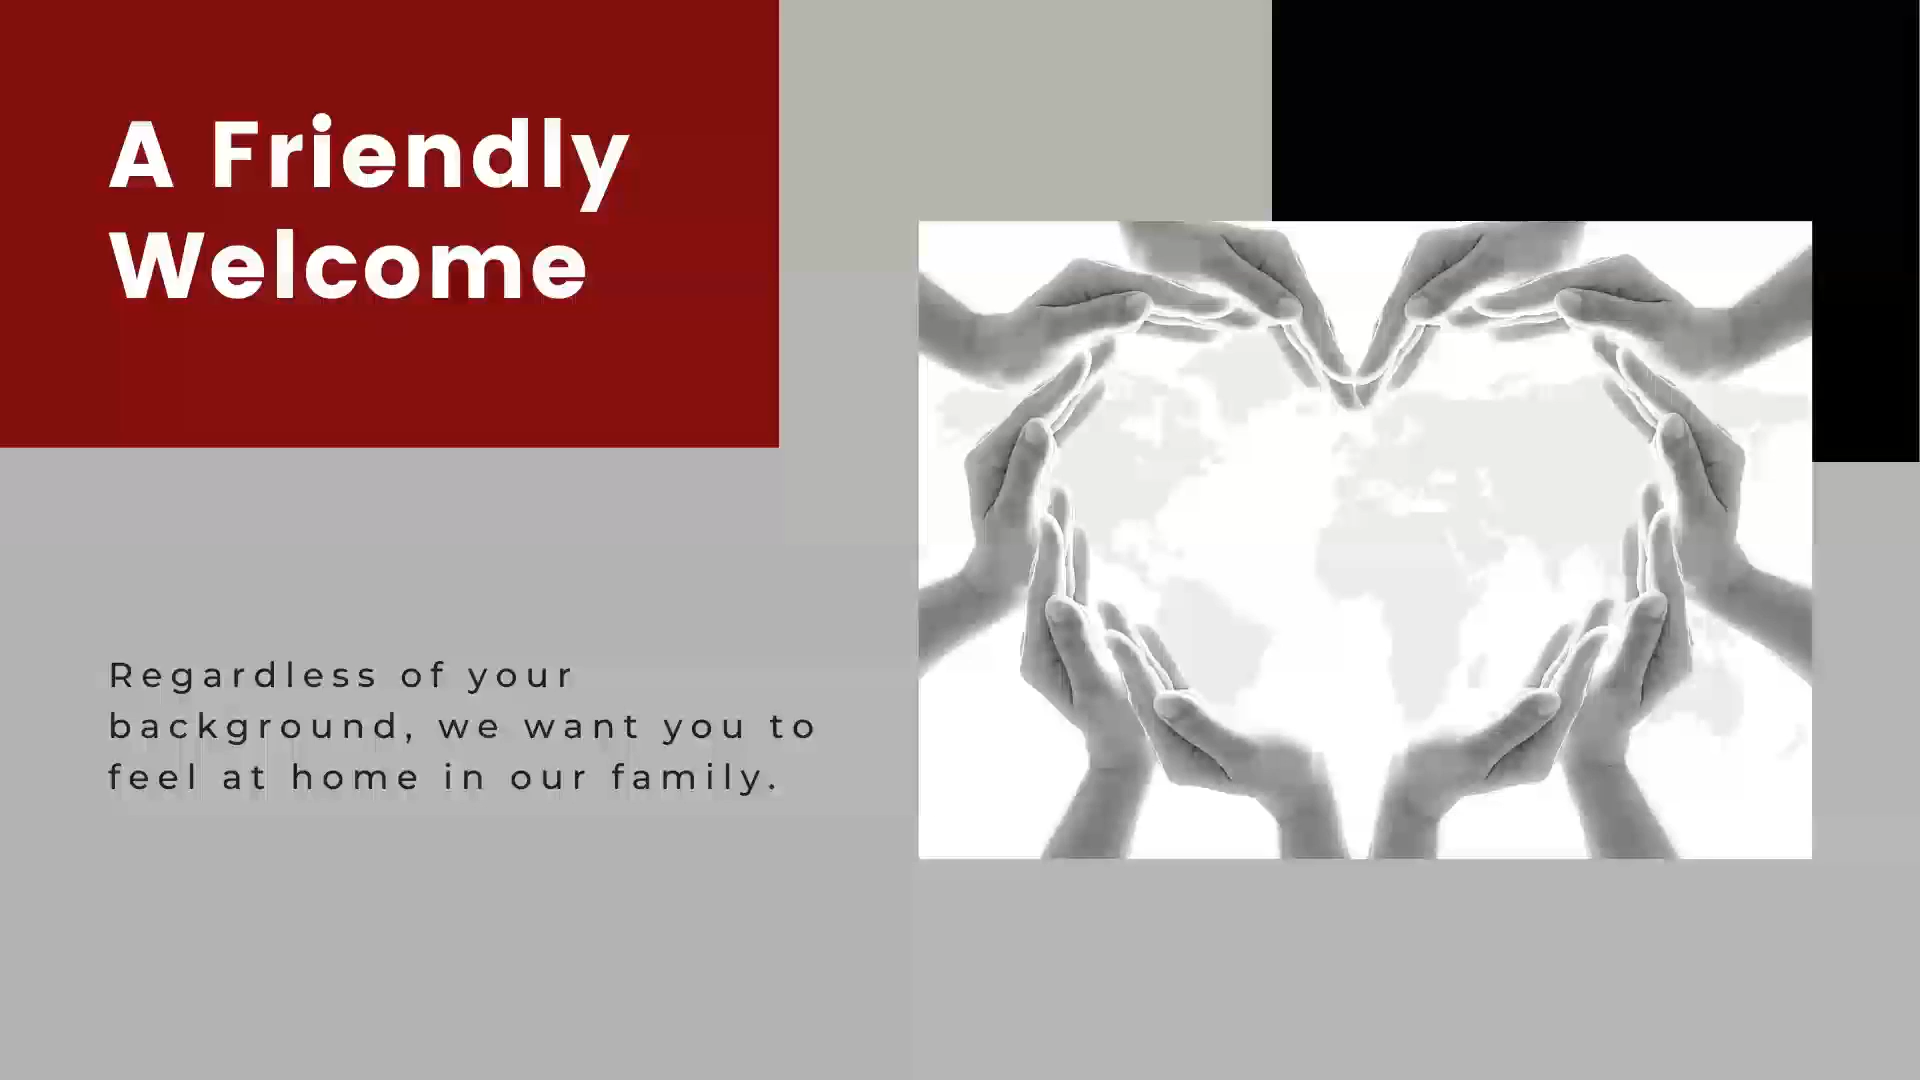 A Friendly
Welcome
Regardless of your
background, we want you to
feel at home in our family.